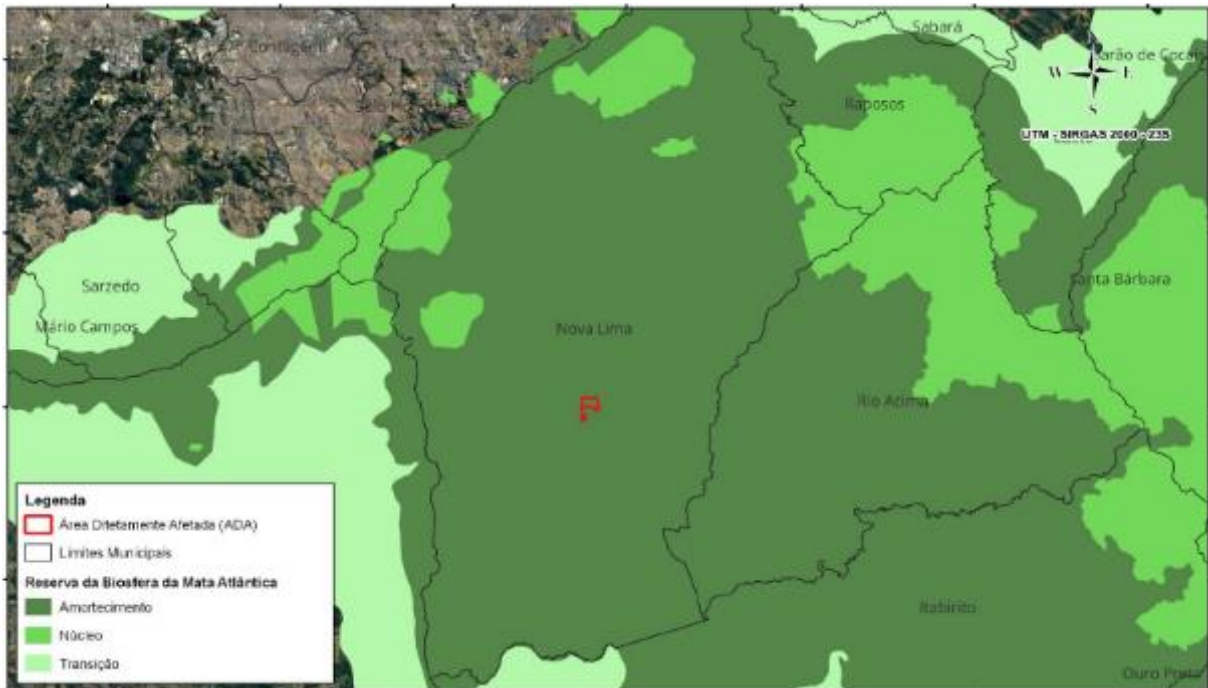 Contagem
Sabará
Barão de Cocais
W E
S
Raposos
UTM - SIRGAS 2000 - 23S
Santa Bárbara
Sarzedo
Mário Campos
Nova Lima
Rio Acima
Legenda
Área Diretamente Afetada (ADA)
Limites Municipais
Reserva da Biosfera da Mata Atlântica
Amortecimento
Núcleo
Transição
Itabirito
Ouro Preto